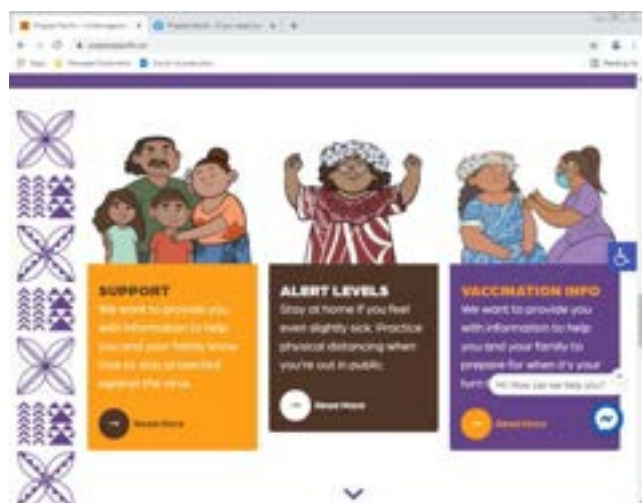 SUPPORT
We want to provide you
with information to help
you and your family know
how to stay protected
against the virus.
Read More
ALERT LEVELS
Stay at home if you feel
even slightly sick. Practice
physical distancing when
you're out in public.
Read More
VACCINATION INFO
We want to provide you
with information to help
you and your family to
prepare for when it's your
turn
Hi! How can we help you?
Read More